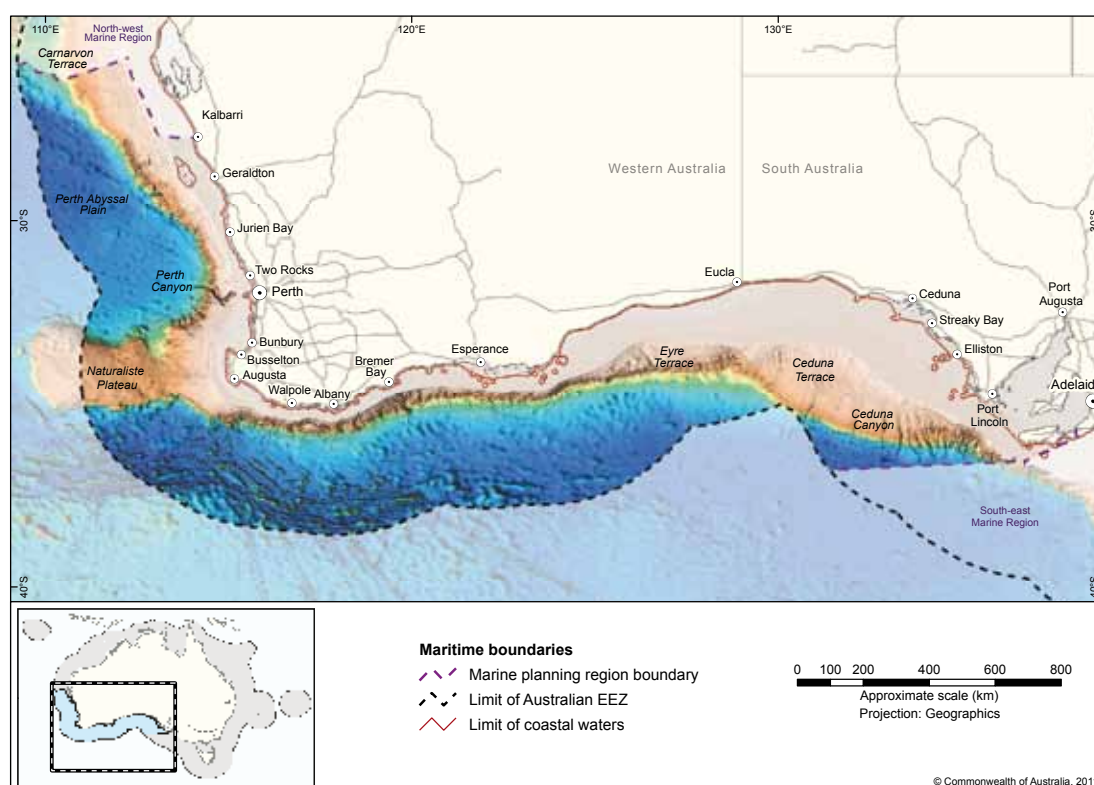 110°E
120°E
130°E
North-west
Marine Region
Carnarvon
Terrace
Kalbarri
Geraldton
Western Australia
South Australia
Perth Abyssal
Plain
30°S
30°S
Jurien Bay
Two Rocks
Perth
Canyon
Perth
Eucla
Ceduna
Port
Augusta
Streaky Bay
Bunbury
Busselton
Augusta
Naturaliste
Plateau
Walpole
Albany
Bremer
Bay
Esperance
Eyre
Terrace
Ceduna
Terrace
Elliston
Adelaid
Port
Lincoln
Ceduna
Canyon
South-east
Marine Region
40°S
40°S
Maritime boundaries
Marine planning region boundary
Limit of Australian EEZ
Limit of coastal waters
0 100 200 400 600 800
Approximate scale (km)
Projection: Geographics
© Commonwealth of Australia, 201